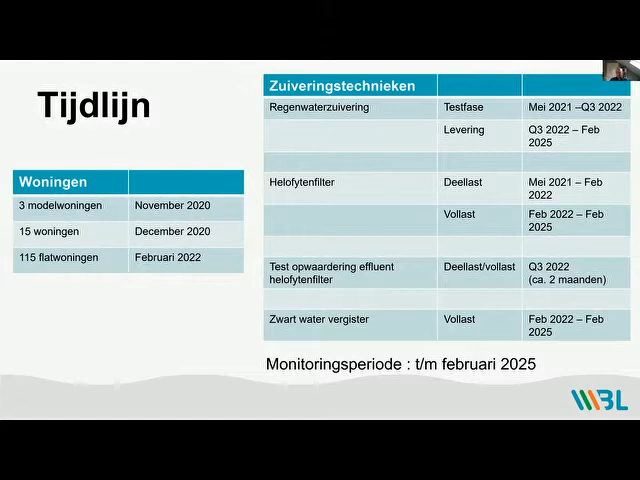 Tijdlijn
Woningen
3 modelwoningen November 2020
15 woningen December 2020
115 flatwoningen Februari 2022
Zuiveringstechnieken
Regenwaterzuivering Testfase Mei 2021 –Q3 2022
Levering Q3 2022 – Feb
2025
Helofytenfilter Deellast Mei 2021 – Feb
2022
Vollast Feb 2022 – Feb
2025
Test opwaardering effluent Deellast/vollast Q3 2022
helofytenfilter (ca. 2 maanden)
Zwart water vergister Vollast Feb 2022 – Feb
2025
Monitoringsperiode : t/m februari 2025
WBL